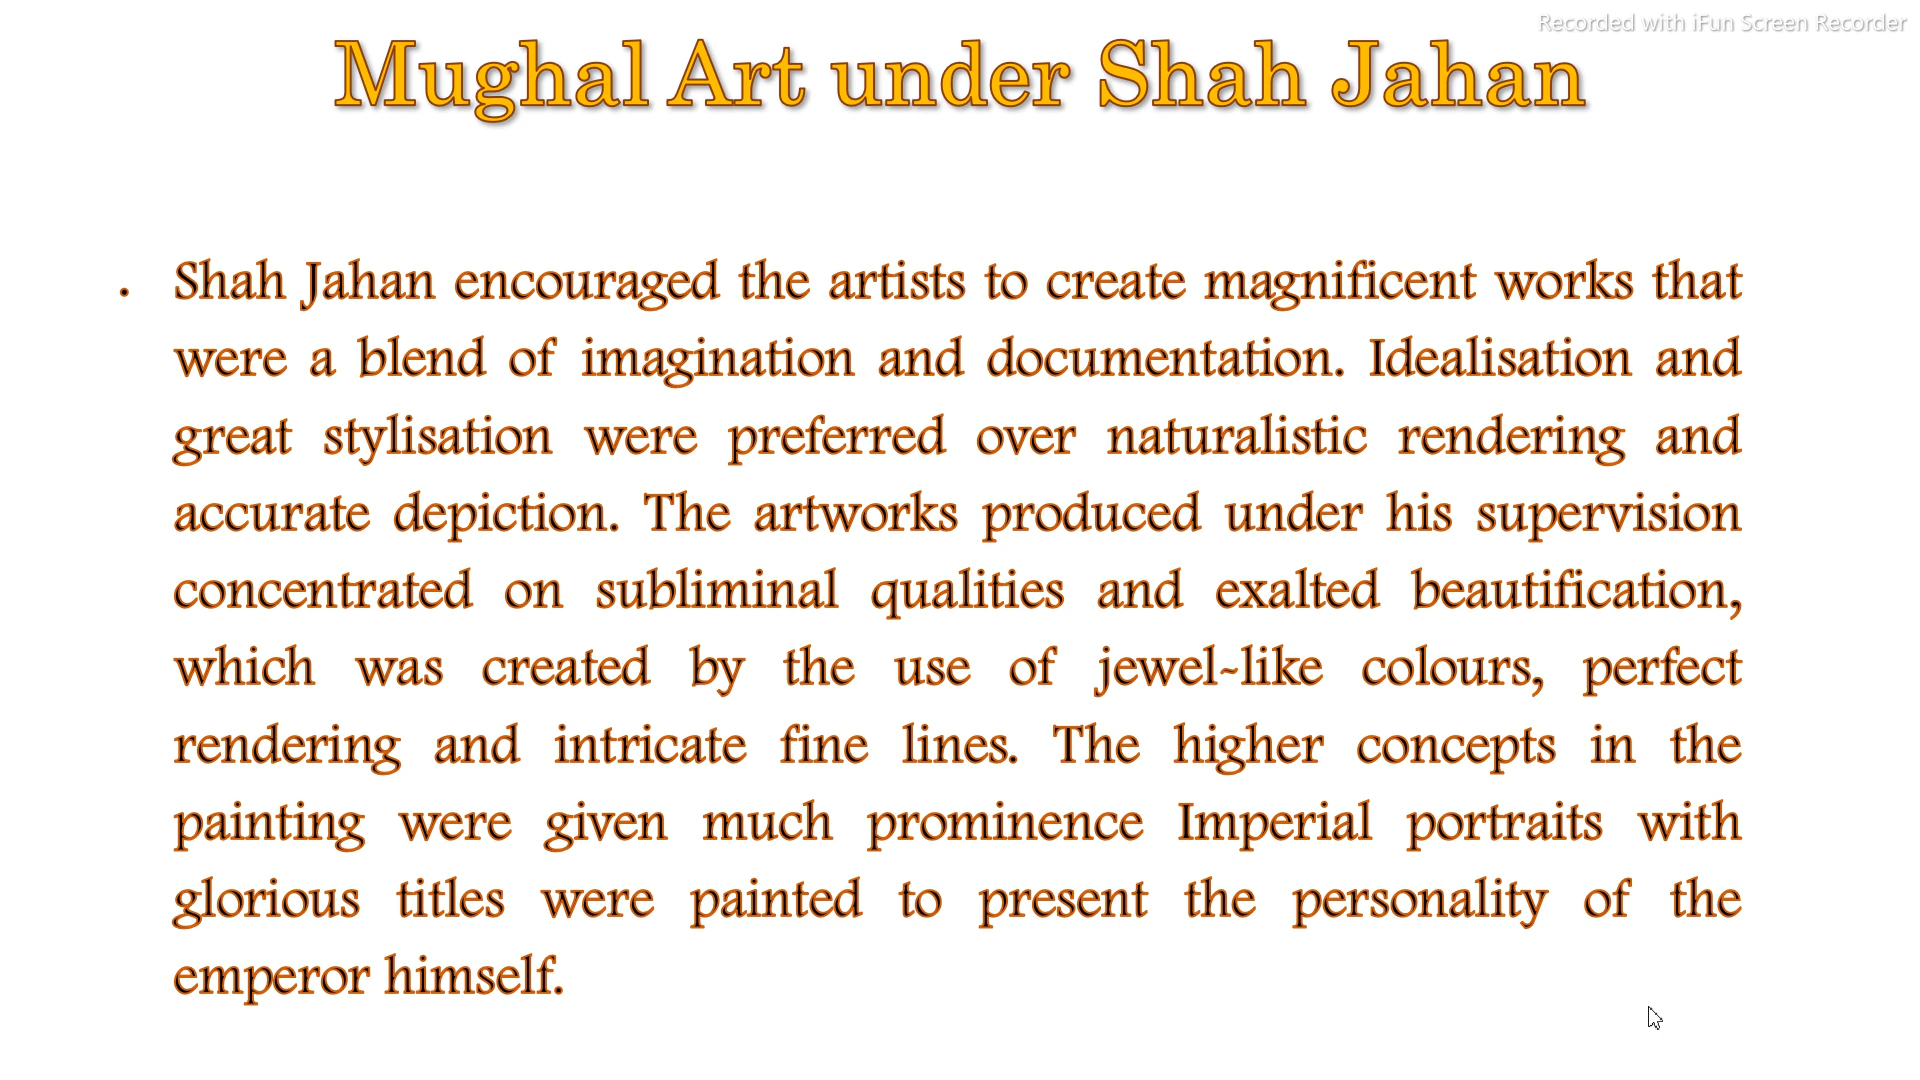 Recorded with iFun Screen Recorder
Mughal Art under Shah Jahan
• Shah Jahan encouraged the artists to create magnificent works that
were a blend of imagination and documentation. Idealisation and
great stylisation were preferred over naturalistic rendering and
accurate depiction. The artworks produced under his supervision
concentrated on subliminal qualities and exalted beautification,
which was created by the use of jewel-like colours, perfect
rendering and intricate fine lines. The higher concepts in the
painting were given much prominence Imperial portraits with
glorious titles were painted to present the personality of the
emperor himself.